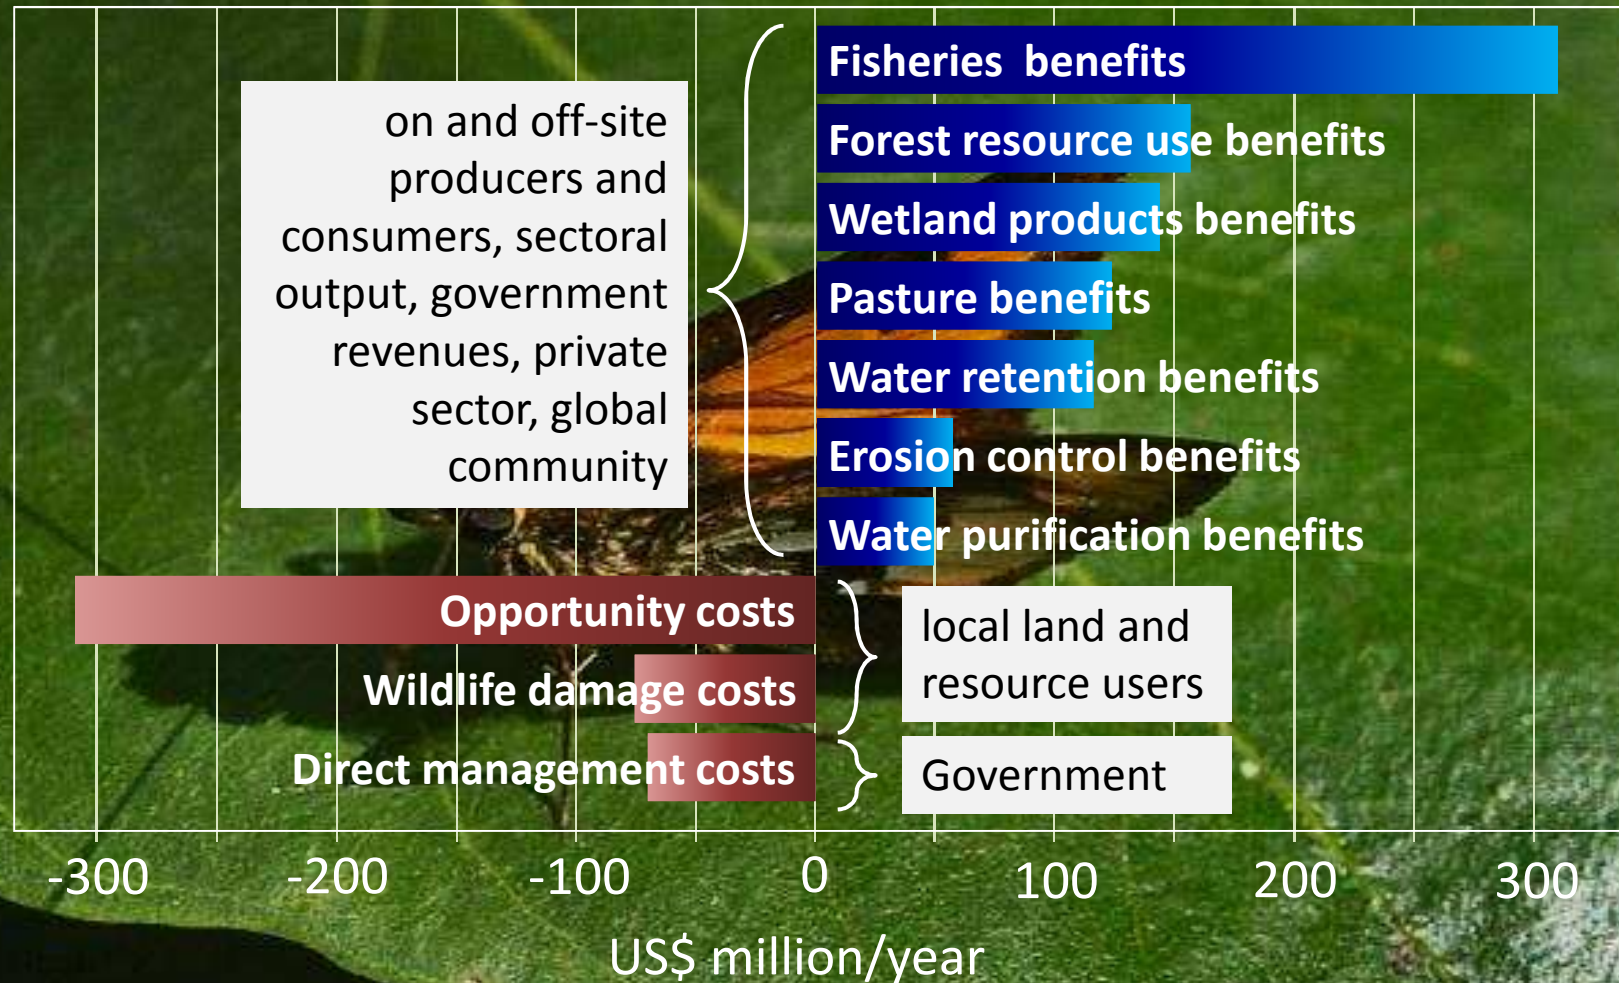 Fisheries benefits
Forest resource use benefits
Wetland products benefits
Pasture benefits
Water retention benefits
Erosion control benefits
Water purification benefits
on and off-site
producers and
consumers, sectoral
output, government
revenues, private
sector, global
community
Opportunity costs
Wildlife damage costs
Direct management costs
local land and
resource users
Government
-300 -200 -100 0 100 200 300
US$ million/year